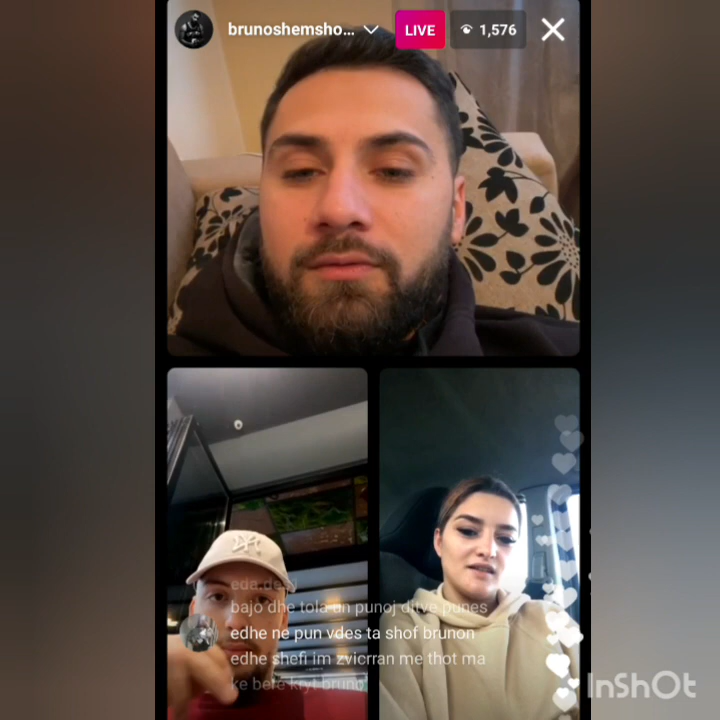 brunoshemsho...
LIVE
1,576
eda.de
bajo dhe tola un punoj ditve punes
edhe ne pun vdes ta shof brunon
edhe shefi im zvicrran me thot ma
ke bere kryt bruno
InShOt